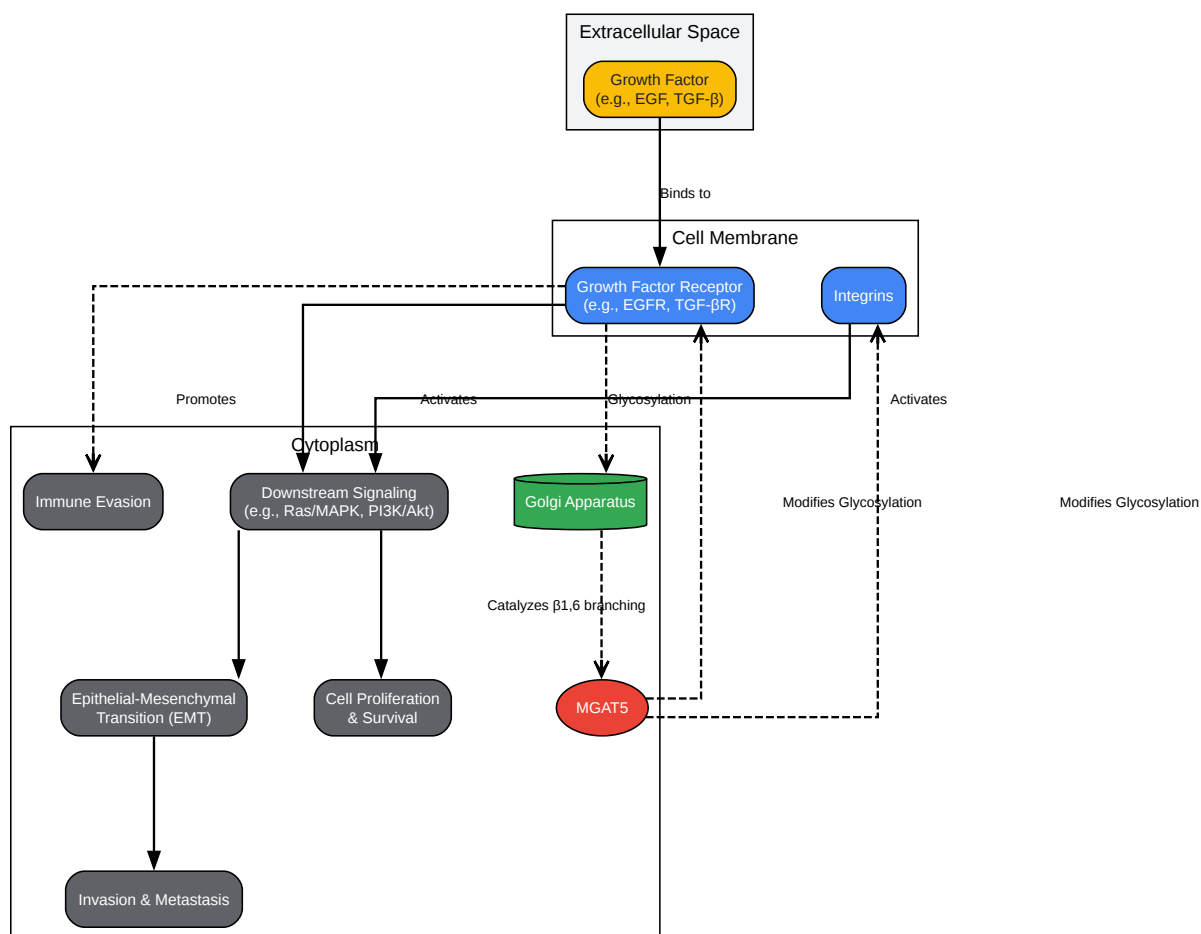 Extracellular Space
Growth Factor
(e.g., EGF, TGF-β)
Binds to
Cell Membrane
Growth Factor Receptor
(e.g., EGFR, TGF-βR)
Integrins
Promotes
Activates
Glycosylation
Activates
Cytoplasm
Immune Evasion
Downstream Signaling
(e.g., Ras/MAPK, PI3K/Akt)
Golgi Apparatus
Modifies Glycosylation
Modifies Glycosylation
Catalyzes β1,6 branching
Epithelial-Mesenchymal
Transition (EMT)
Cell Proliferation
& Survival
MGAT5
Invasion & Metastasis